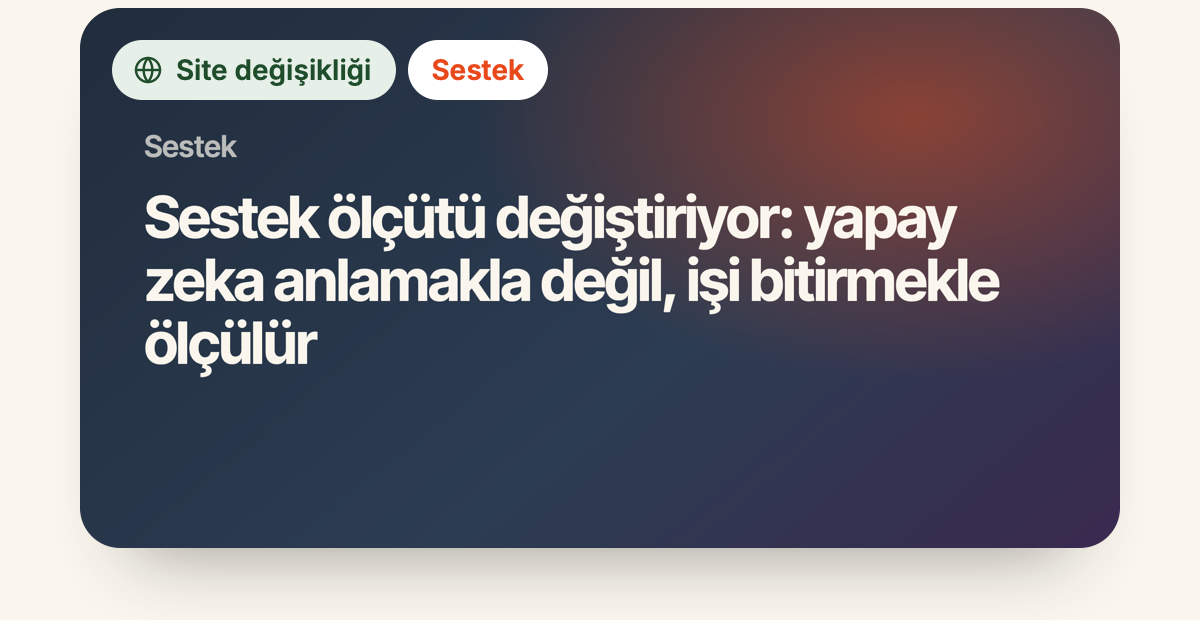 Site değişikliği
Sestek
Sestek
Sestek ölçütü değiştiriyor: yapay
zeka anlamakla değil, işi bitirmekle
ölçülür